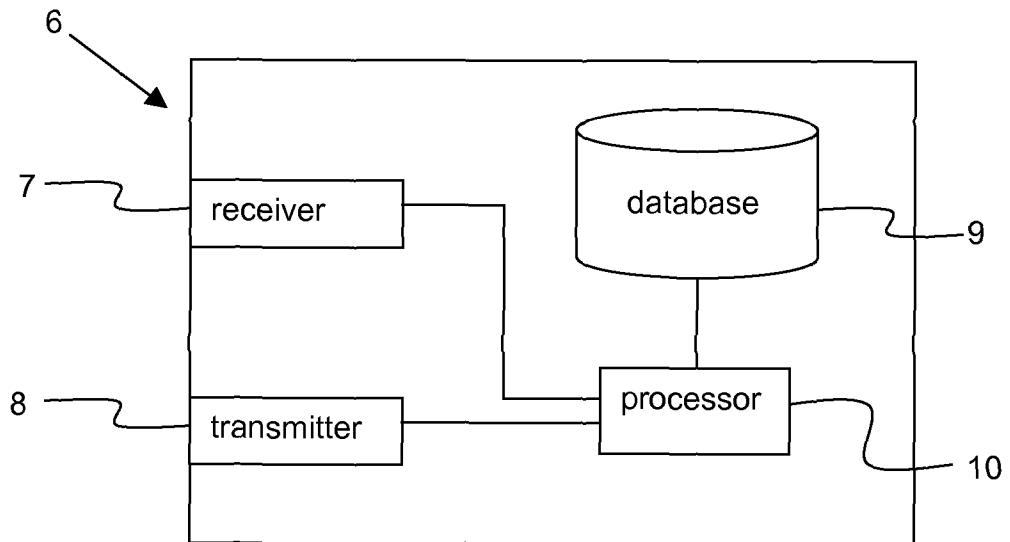 6
7
receiver
database
9
8
transmitter
processor
10